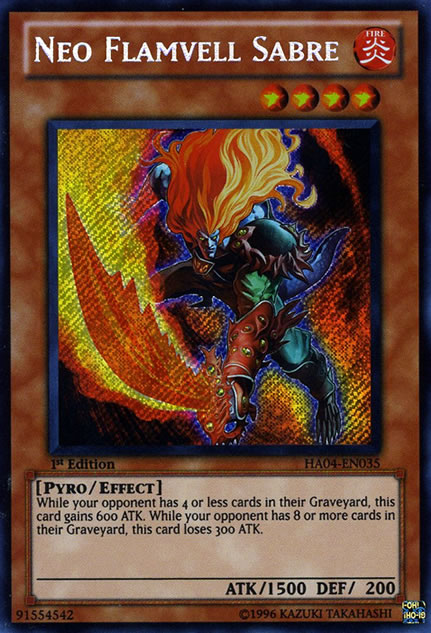 NEO FLAMVELL SABRE
FIRE
炎
1st Edition
HA04-EN035
[PYRO/EFFECT]
While your opponent has 4 or less cards in their Graveyard, this
card gains 600 ATK. While your opponent has 8 or more cards in
their Graveyard, this card loses 300 ATK.
ATK/1500 DEF/ 200
91554542
©1996 KAZUKI TAKAHASHI